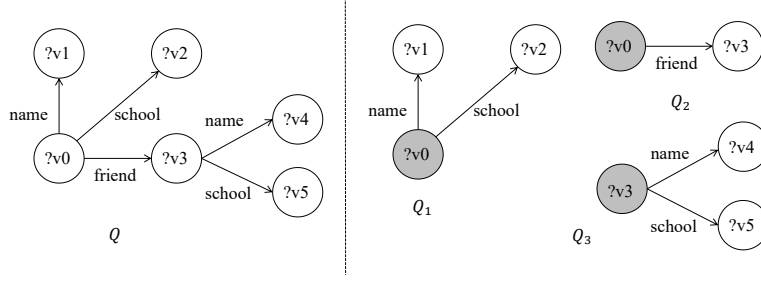 ?v1
?v2
name
school
name
?v4
?v0
friend
?v3
school
?v5
Q
?v1
?v2
name
school
?v0
Q1
?v0
friend
?v3
Q2
name
?v4
?v3
school
?v5
Q3